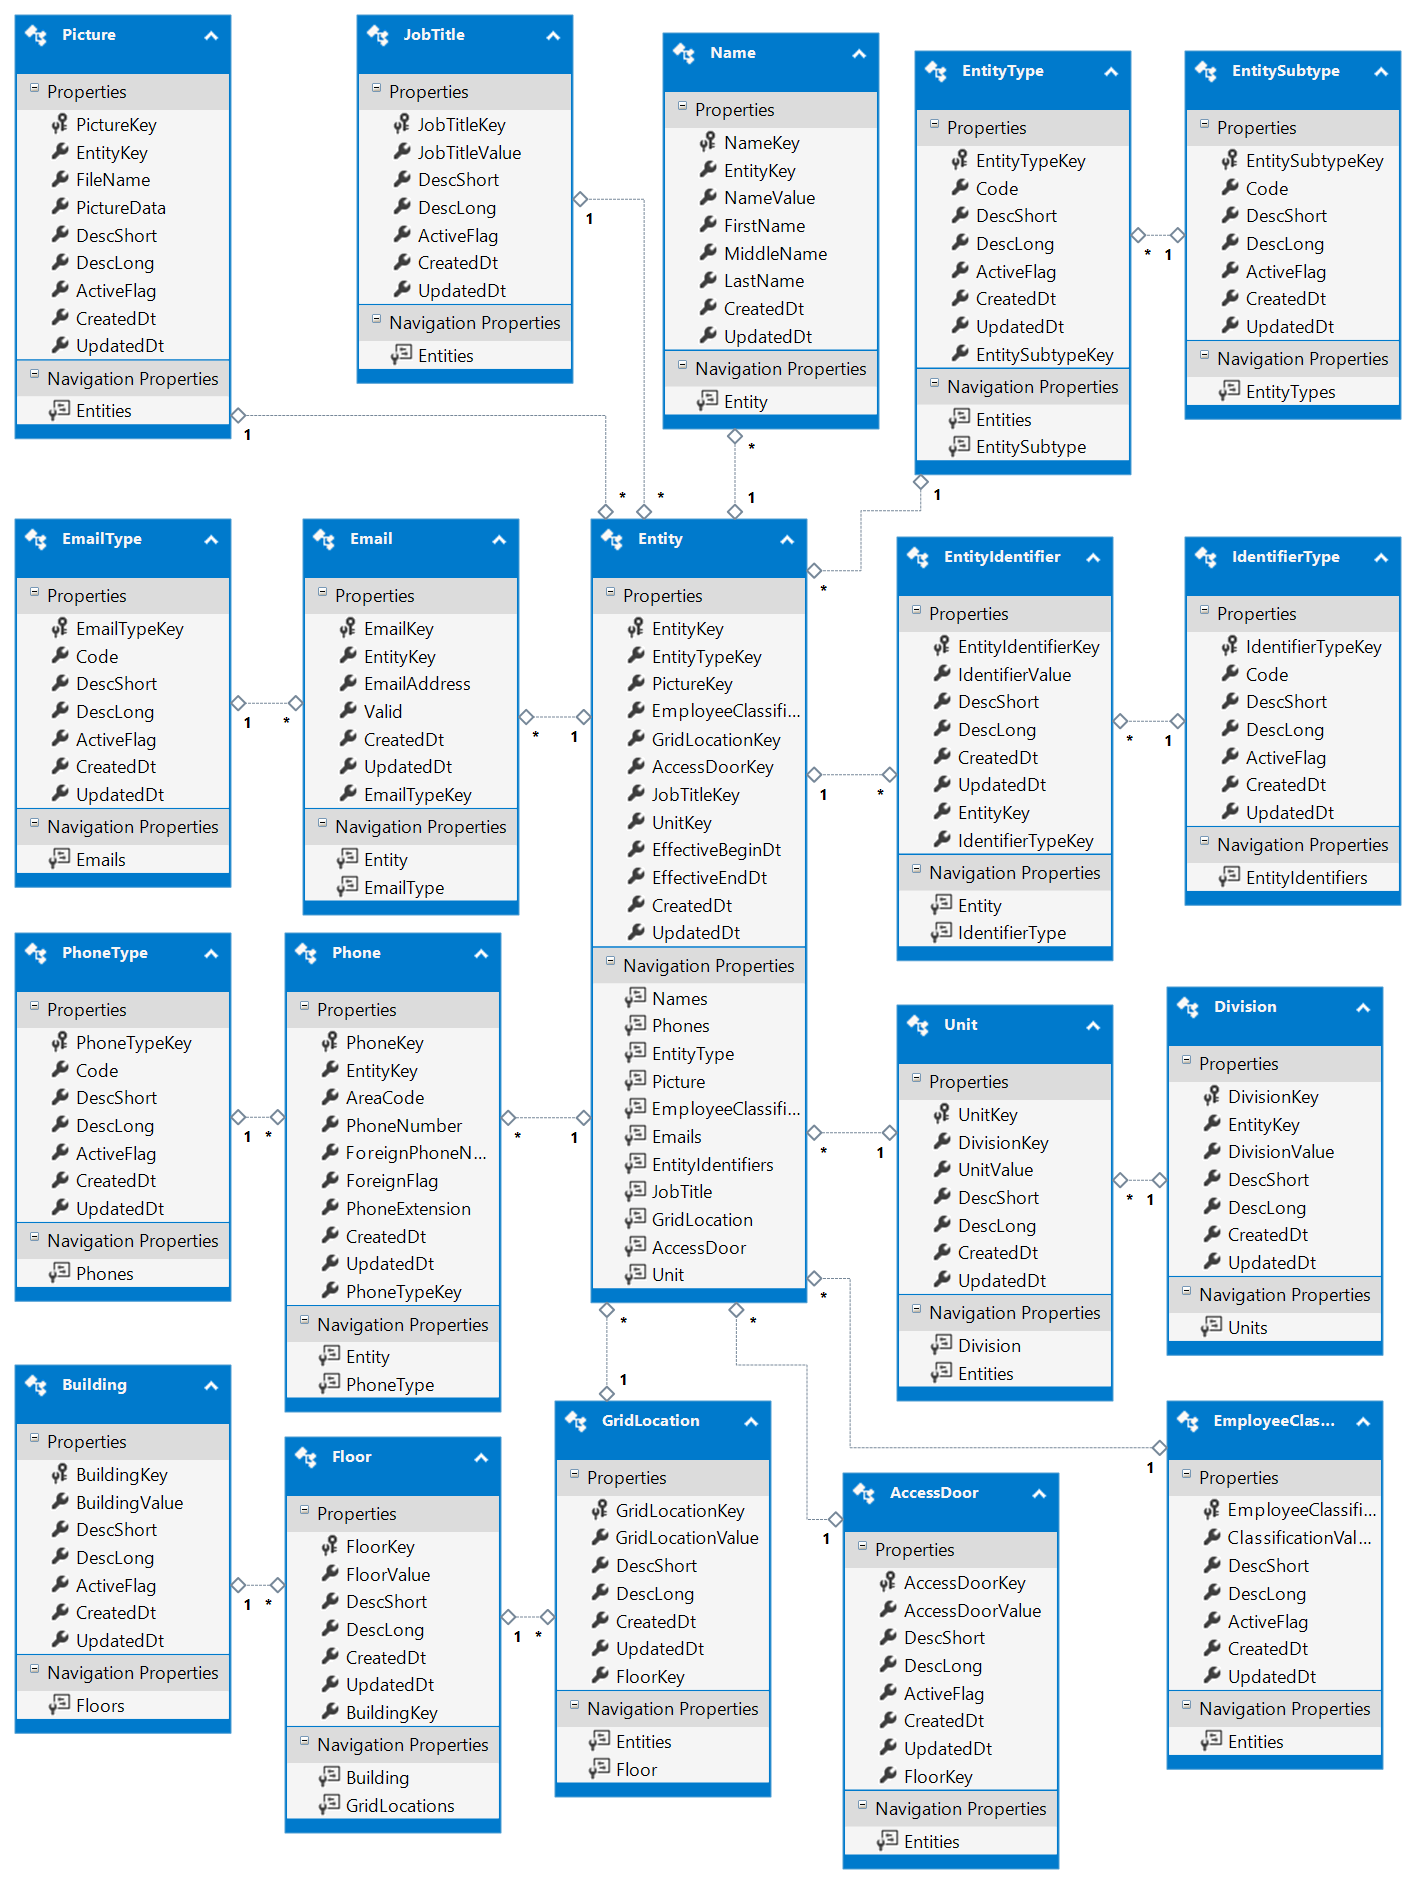 Picture
Properties
PictureKey
EntityKey
FileName
PictureData
DescShort
DescLong
ActiveFlag
CreatedDt
UpdatedDt
Navigation Properties
Entities
1
*
JobTitle
Properties
JobTitleKey
JobTitleValue
DescShort
DescLong
ActiveFlag
CreatedDt
UpdatedDt
Navigation Properties
Entities
1
*
Name
Properties
NameKey
EntityKey
NameValue
FirstName
MiddleName
LastName
CreatedDt
UpdatedDt
Navigation Properties
Entity
*
1
EntityType
Properties
EntityTypeKey
Code
DescShort
DescLong
ActiveFlag
CreatedDt
UpdatedDt
EntitySubtypeKey
Navigation Properties
Entities
EntitySubtype
* 1
1
*
EntitySubtype
Properties
EntitySubtypeKey
Code
DescShort
DescLong
ActiveFlag
CreatedDt
UpdatedDt
Navigation Properties
EntityTypes
EmailType
Properties
EmailTypeKey
Code
DescShort
DescLong
ActiveFlag
CreatedDt
UpdatedDt
Navigation Properties
Emails
1 *
Email
Properties
EmailKey
EntityKey
EmailAddress
Valid
CreatedDt
UpdatedDt
EmailTypeKey
Navigation Properties
Entity
EmailType
* 1
Entity
Properties
EntityKey
EntityTypeKey
PictureKey
EmployeeClassifi...
GridLocationKey
AccessDoorKey
JobTitleKey
UnitKey
EffectiveBeginDt
EffectiveEndDt
CreatedDt
UpdatedDt
Navigation Properties
Names
Phones
EntityType
Picture
EmployeeClassifi...
Emails
EntityIdentifiers
JobTitle
GridLocation
AccessDoor
Unit
1 *
EntityIdentifier
Properties
EntityIdentifierKey
IdentifierValue
DescShort
DescLong
CreatedDt
UpdatedDt
EntityKey
IdentifierTypeKey
Navigation Properties
Entity
IdentifierType
* 1
IdentifierType
Properties
IdentifierTypeKey
Code
DescShort
DescLong
ActiveFlag
CreatedDt
UpdatedDt
Navigation Properties
EntityIdentifiers
PhoneType
Properties
PhoneTypeKey
Code
DescShort
DescLong
ActiveFlag
CreatedDt
UpdatedDt
Navigation Properties
Phones
1 *
Phone
Properties
PhoneKey
EntityKey
AreaCode
PhoneNumber
ForeignPhoneN...
ForeignFlag
PhoneExtension
CreatedDt
UpdatedDt
PhoneTypeKey
Navigation Properties
Entity
PhoneType
* 1
* 1
Unit
Properties
UnitKey
DivisionKey
UnitValue
DescShort
DescLong
CreatedDt
UpdatedDt
Navigation Properties
Division
Entities
* 1
Division
Properties
DivisionKey
EntityKey
DivisionValue
DescShort
DescLong
CreatedDt
UpdatedDt
Navigation Properties
Units
Building
Properties
BuildingKey
BuildingValue
DescShort
DescLong
ActiveFlag
CreatedDt
UpdatedDt
Navigation Properties
Floors
1 *
Floor
Properties
FloorKey
FloorValue
DescShort
DescLong
CreatedDt
UpdatedDt
BuildingKey
Navigation Properties
Building
GridLocations
1 *
*
1
GridLocation
Properties
GridLocationKey
GridLocationValue
DescShort
DescLong
CreatedDt
UpdatedDt
FloorKey
Navigation Properties
Entities
Floor
*
1
AccessDoor
Properties
AccessDoorKey
AccessDoorValue
DescShort
DescLong
ActiveFlag
CreatedDt
UpdatedDt
FloorKey
Navigation Properties
Entities
*
1
EmployeeClas...
Properties
EmployeeClassifi...
ClassificationVal...
DescShort
DescLong
ActiveFlag
CreatedDt
UpdatedDt
Navigation Properties
Entities